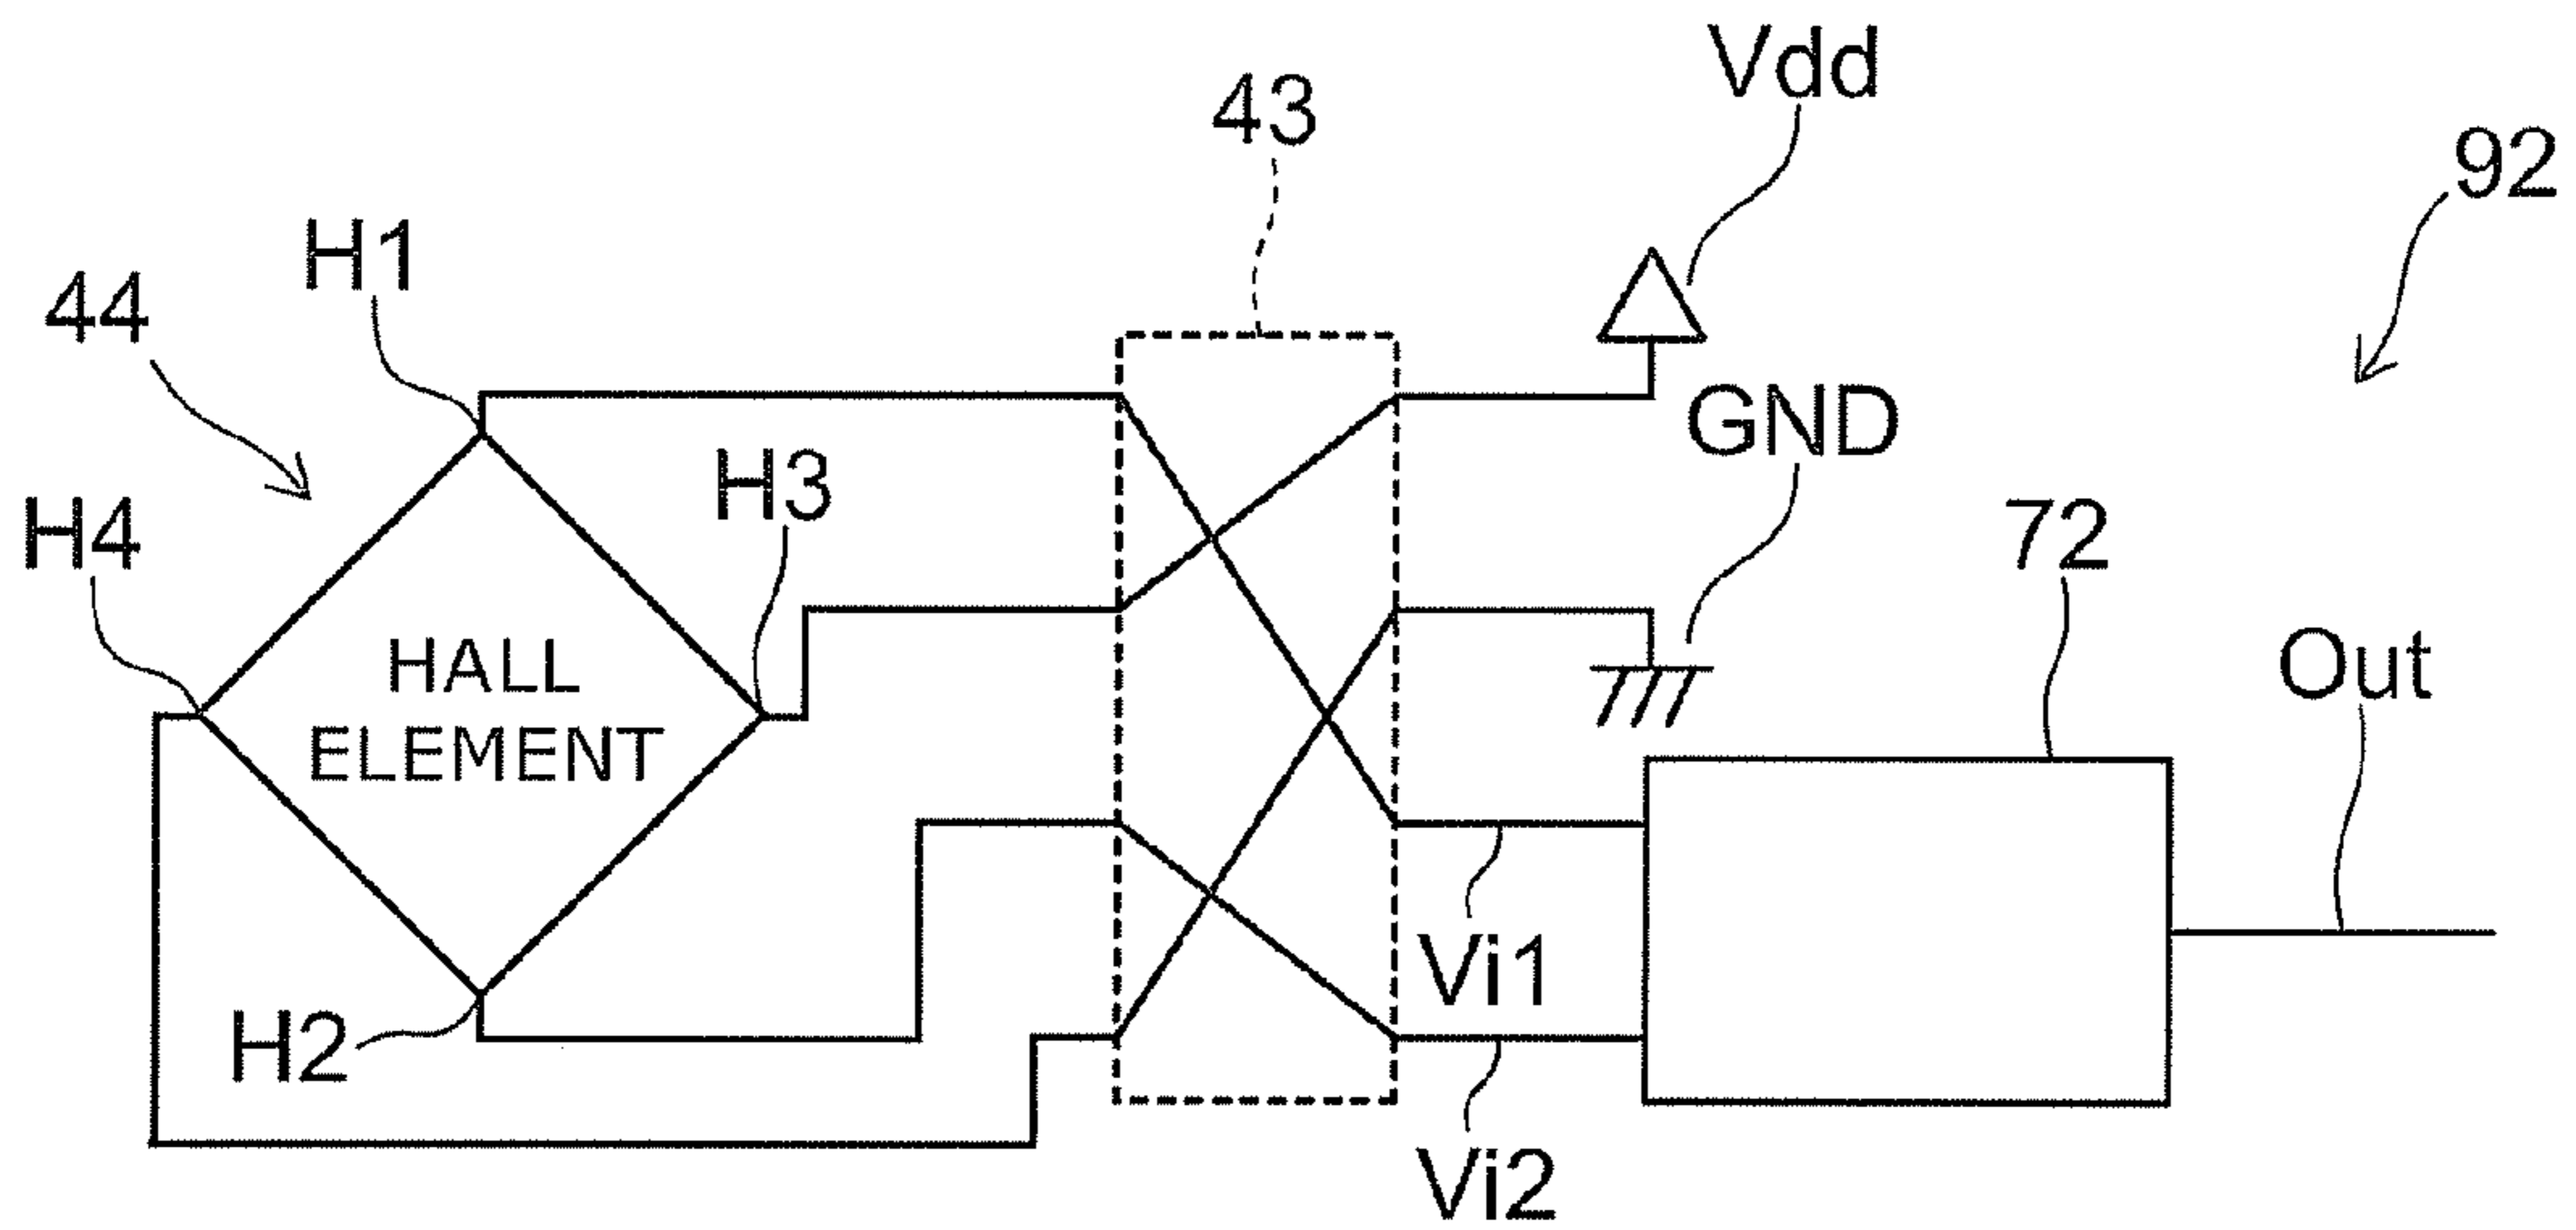 Vdd
43
92
H1
44
GND
H3
H4
72
HALL
ELEMENT
Out
Vi1
H2
Vi2